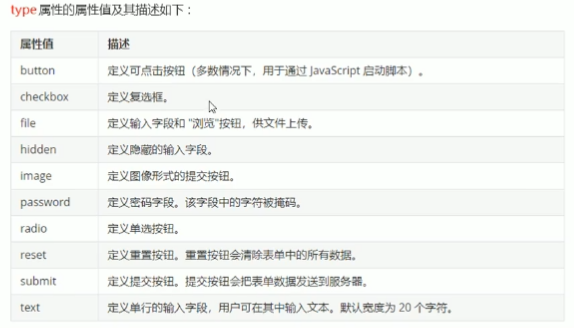 type 属性的属性值及其描述如下：
属性值 描述
button 定义可点击按钮（多数情况下，用于通过 JavaScript 启动脚本）。
checkbox 定义复选框。
file 定义输入字段和 "浏览"按钮，供文件上传。
hidden 定义隐藏的输入字段。
image 定义图像形式的提交按钮。
password 定义密码字段。该字段中的字符被掩码。
radio 定义单选按钮。
reset 定义重置按钮。重置按钮会清除表单中的所有数据。
submit 定义提交按钮。提交按钮会把表单数据发送到服务器。
text 定义单行的输入字段，用户可在其中输入文本。默认宽度为 20 个字符。